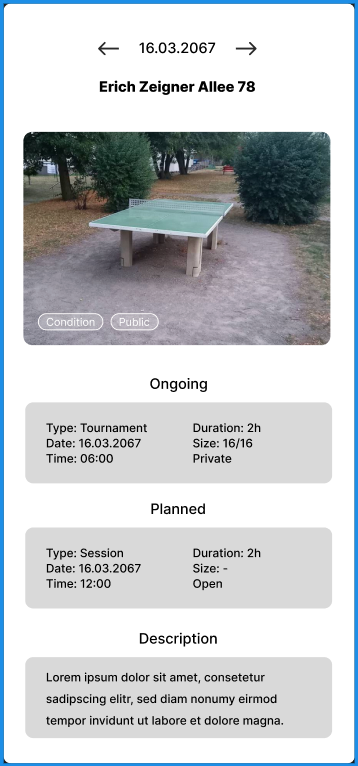 16.03.2067
Erich Zeigner Allee 78
Condition
Public
Ongoing
Type: Tournament
Date: 16.03.2067
Time: 06:00
Duration: 2h
Size: 16/16
Private
Planned
Type: Session
Date: 16.03.2067
Time: 12:00
Duration: 2h
Size: -
Open
Description
Lorem ipsum dolor sit amet, consetetur
sadipscing elitr, sed diam nonumy eirmod
tempor invidunt ut labore et dolore magna.